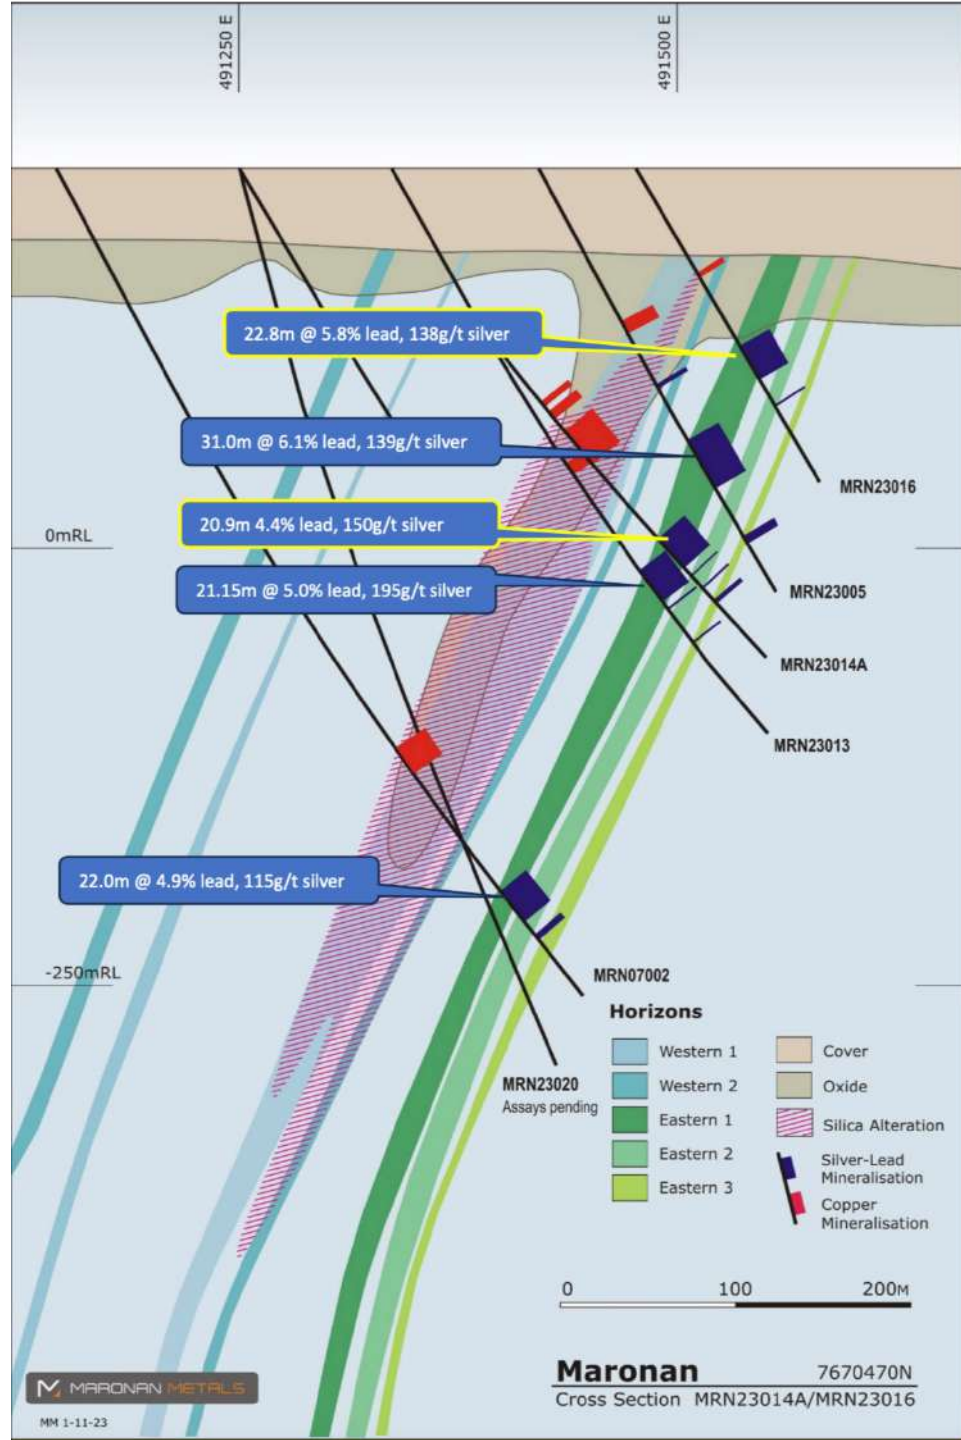 491250 E
491500 E
22.8m @ 5.8% lead, 138g/t silver
31.0m @ 6.1% lead, 139g/t silver
MRN23016
20.9m 4.4% lead, 150g/t silver
0mRL
21.15m @ 5.0% lead, 195g/t silver
MRN23005
MRN23014A
MRN23013
22.0m @ 4.9% lead, 115g/t silver
-250mRL
MRN07002
Horizons
Western 1
Western 2
Eastern 1
Eastern 2
Eastern 3
Cover
Oxide
Silica Alteration
Silver-Lead
Mineralisation
Copper
Mineralisation
MRN23020
Assays pending
0 100 200M
Maronan 7670470N
Cross Section MRN23014A/MRN23016
MARONAN METALS
MM 1-11-23